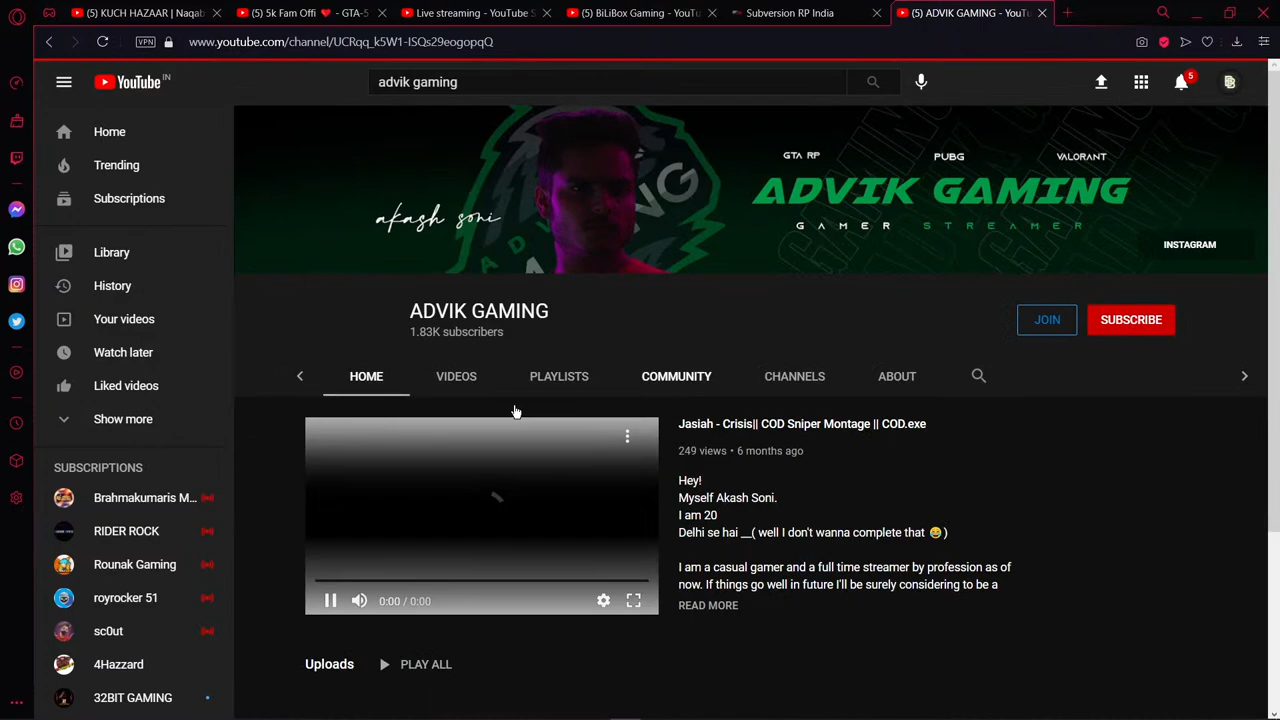 (5) KUCH HAZAAR | Naqab
(5) 5k Fam Offi ❤️ - GTA-5
Live streaming - YouTube S
(5) BiLiBox Gaming - YouTu
Subversion RP India
(5) ADVIK GAMING - YouTu
VPN
www.youtube.com/channel/UCRqq_k5W1-ISQs29eogopqQ
YouTube IN
advik gaming
5
Home
Trending
Subscriptions
Library
History
Your videos
Watch later
Liked videos
Show more
SUBSCRIPTIONS
Brahmakumaris M...
RIDER ROCK
Rounak Gaming
royrocker 51
sc0ut
4Hazzard
32BIT GAMING
akash soni
GTA RP PUBG VALORANT
ADVIK GAMING
GAMER STREAMER
INSTAGRAM
ADVIK GAMING
1.83K subscribers
JOIN
SUBSCRIBE
HOME
VIDEOS
PLAYLISTS
COMMUNITY
CHANNELS
ABOUT
0:00 / 0:00
Jasiah - Crisis|| COD Sniper Montage || COD.exe
249 views • 6 months ago
Hey!
Myself Akash Soni.
I am 20
Delhi se hai __( well I don't wanna complete that 😂)
I am a casual gamer and a full time streamer by profession as of
now. If things go well in future I'll be surely considering to be a
READ MORE
Uploads
PLAY ALL